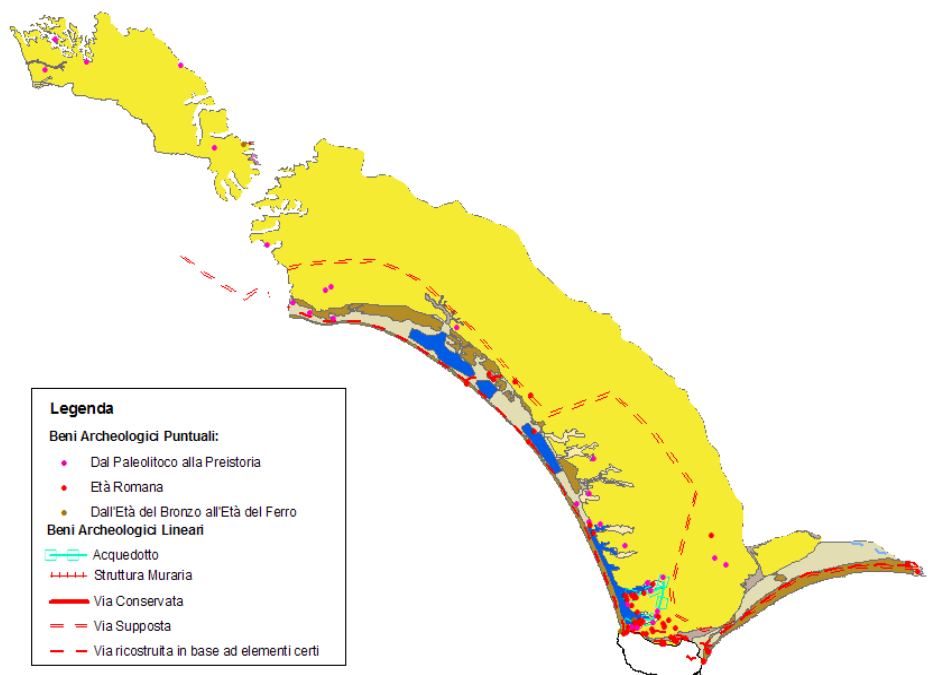 Legenda
Beni Archeologici Puntuali:
Dal Paleolitoco alla Preistoria
Età Romana
Dall'Età del Bronzo all'Età del Ferro
Beni Archeologici Lineari
Acquedotto
Struttura Muraria
Via Conservata
Via Supposta
Via ricostruita in base ad elementi certi